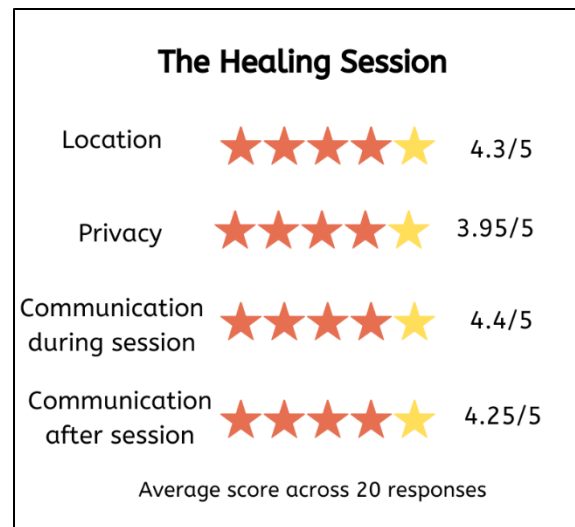 The Healing Session
Location
4.3/5
Privacy
3.95/5
Communication
during session
4.4/5
Communication
after session
4.25/5
Average score across 20 responses